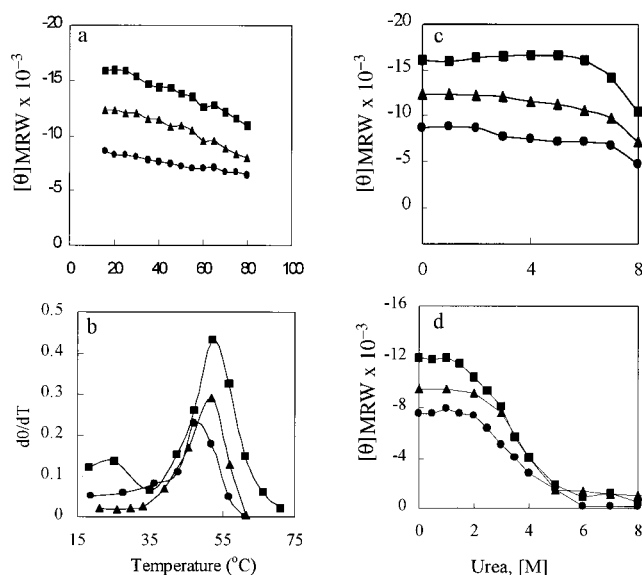 a
[θ]MRW x 10⁻³
-20
-15
-10
-5
0
0 20 40 60 80 100
b
dθ/dT
0.5
0.4
0.3
0.2
0.1
0
15 35 55 75
Temperature (°C)
c
[θ]MRW x 10⁻³
-20
-15
-10
-5
0
0 4 8
d
[θ]MRW x 10⁻³
-16
-12
-8
-4
0
0 2 4 6 8
Urea, [M]